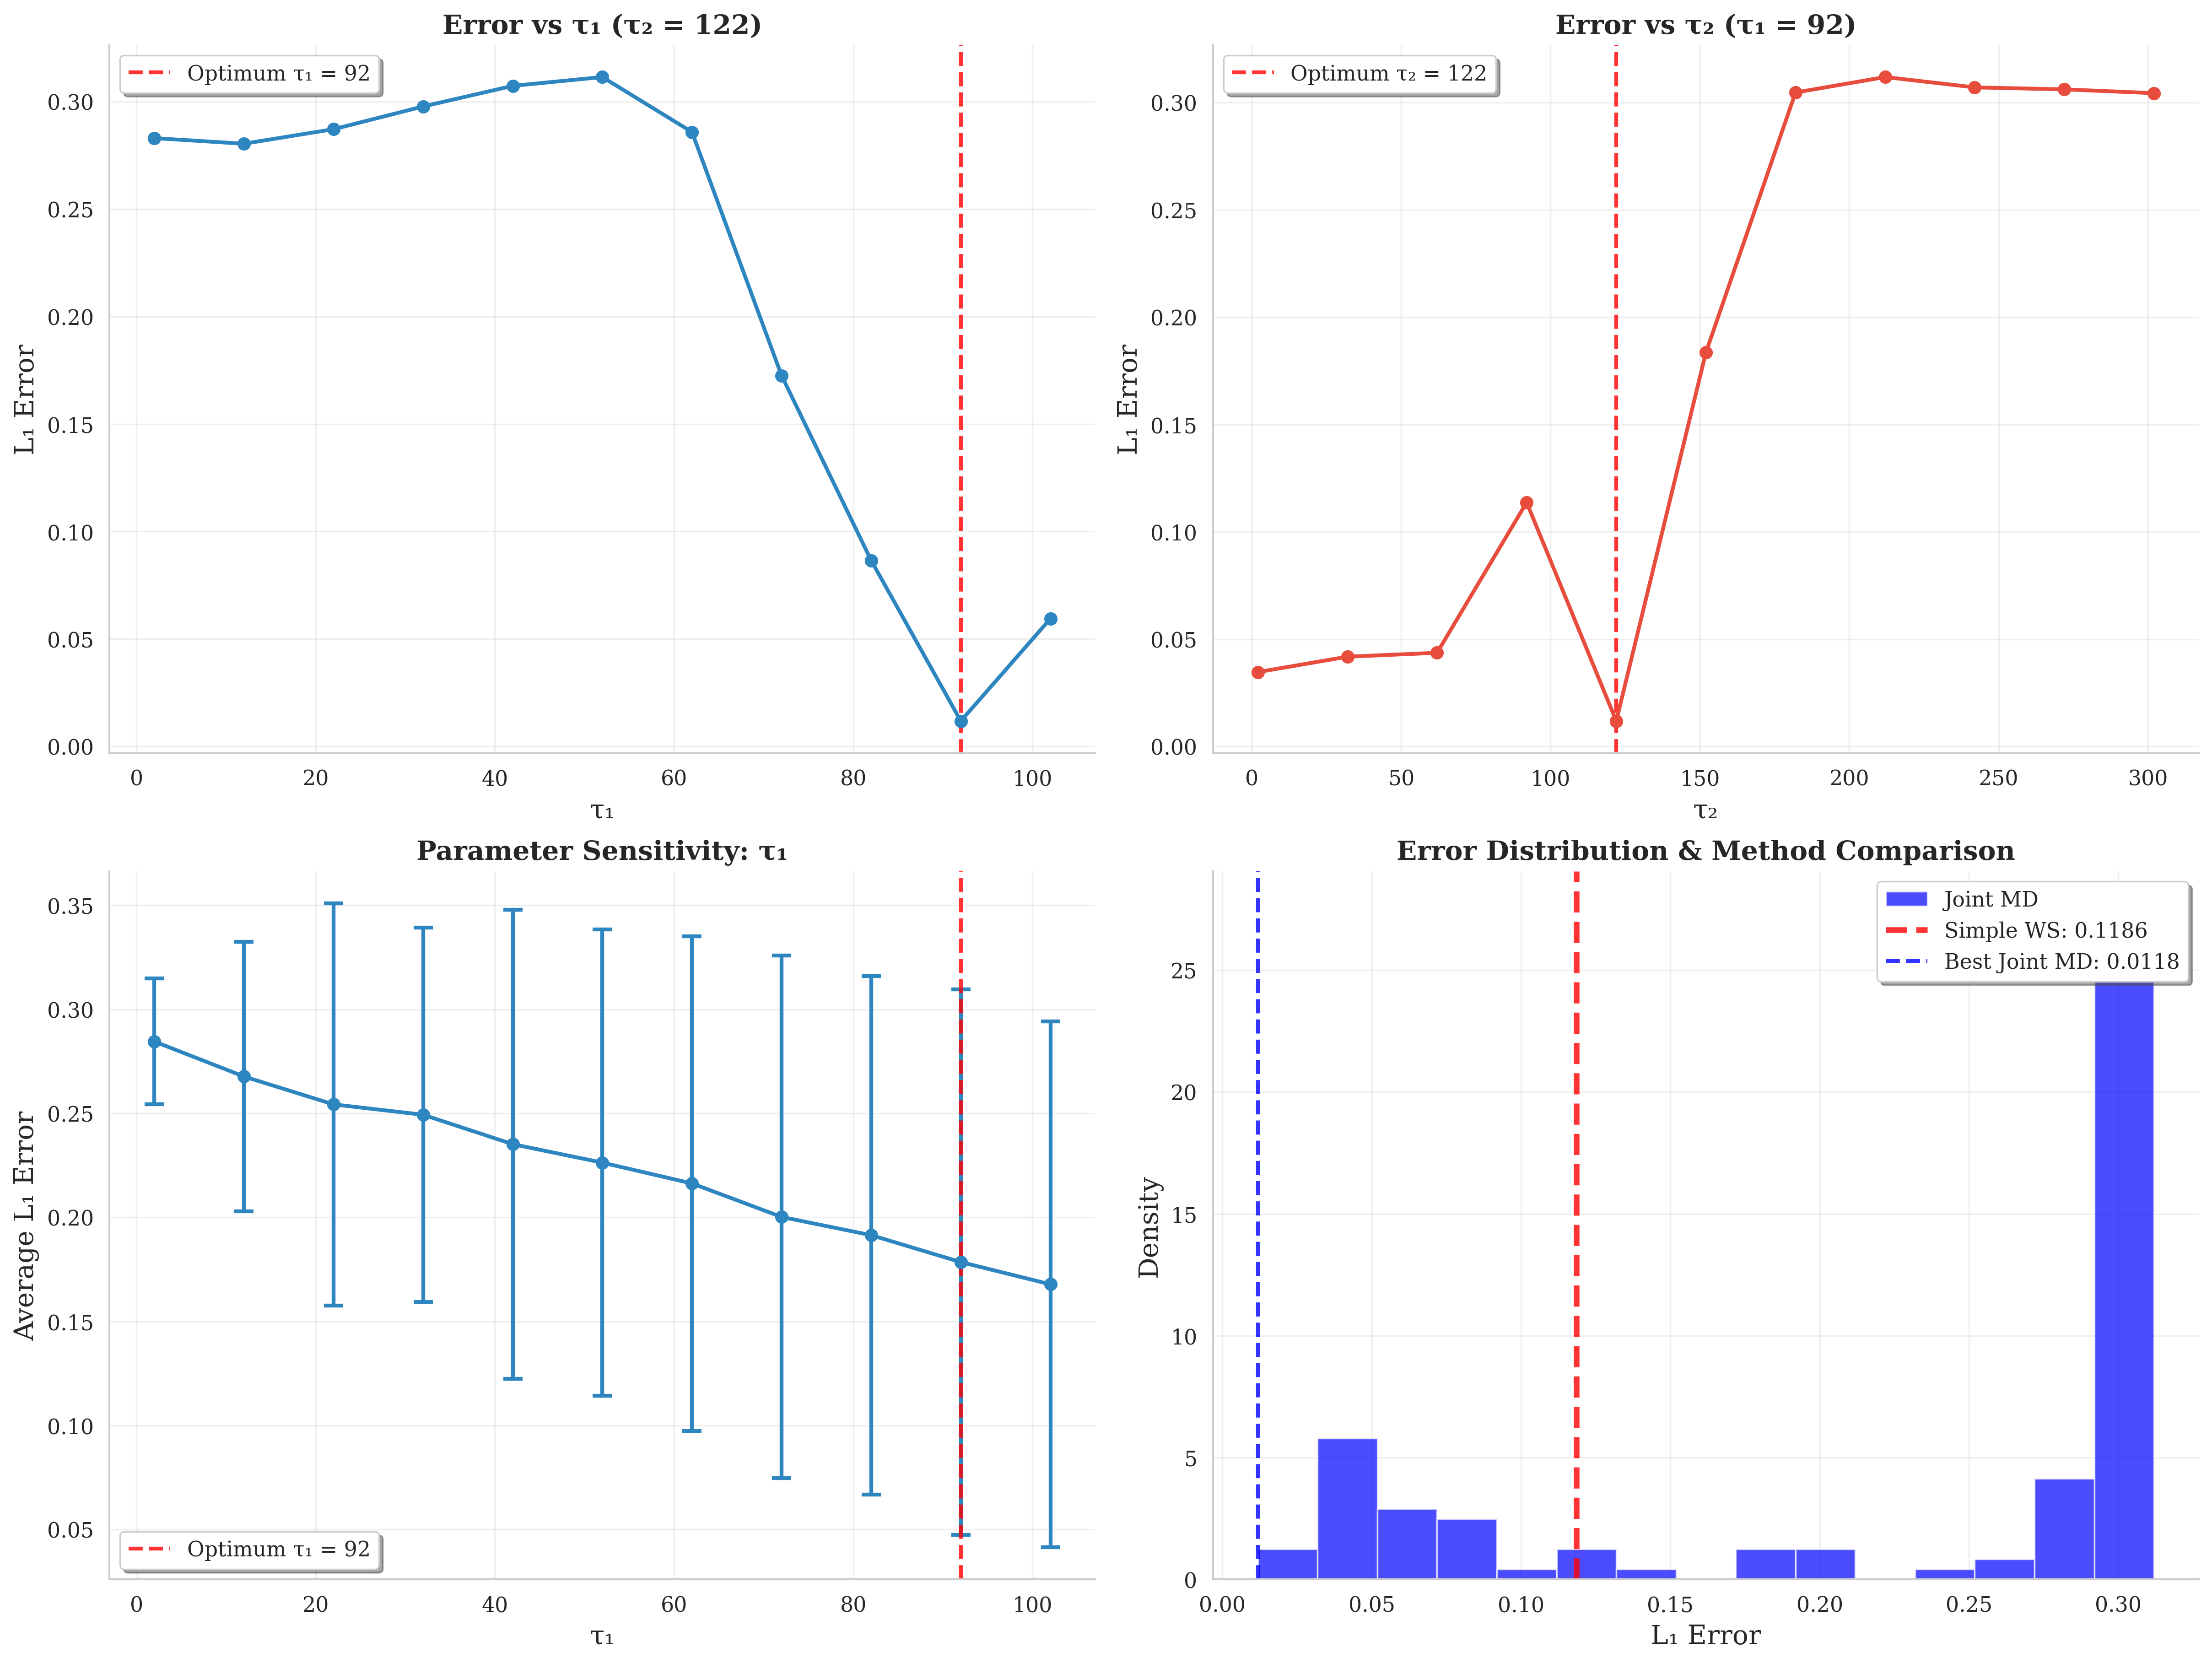 Error vs τ₁ (τ₂ = 122)
Optimum τ₁ = 92
0.30
0.25
0.20
0.15
0.10
0.05
0.00
L₁ Error
0 20 40 60 80 100
τ₁
Error vs τ₂ (τ₁ = 92)
Optimum τ₂ = 122
0.30
0.25
0.20
0.15
0.10
0.05
0.00
L₁ Error
0 50 100 150 200 250 300
τ₂
Parameter Sensitivity: τ₁
0.35
0.30
0.25
0.20
0.15
0.10
0.05
Average L₁ Error
Optimum τ₁ = 92
0 20 40 60 80 100
τ₁
Error Distribution & Method Comparison
Joint MD
Simple WS: 0.1186
Best Joint MD: 0.0118
25
20
15
10
5
0
Density
0.00 0.05 0.10 0.15 0.20 0.25 0.30
L₁ Error